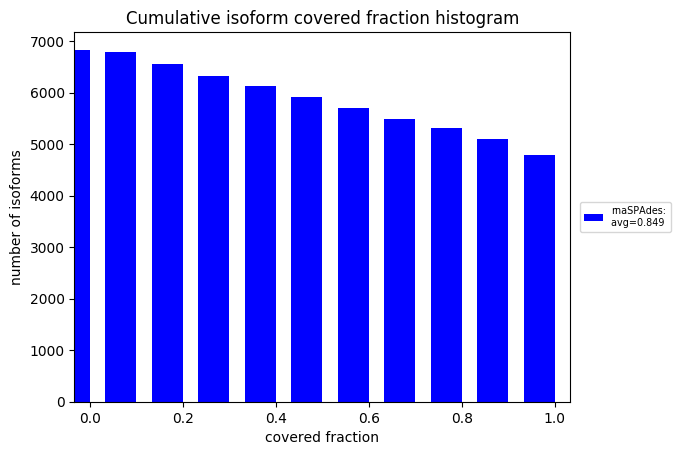 Cumulative isoform covered fraction histogram
7000
6000
5000
4000
3000
2000
1000
0
number of isoforms
0.0 0.2 0.4 0.6 0.8 1.0
covered fraction
rnaSPAdes:
avg=0.849